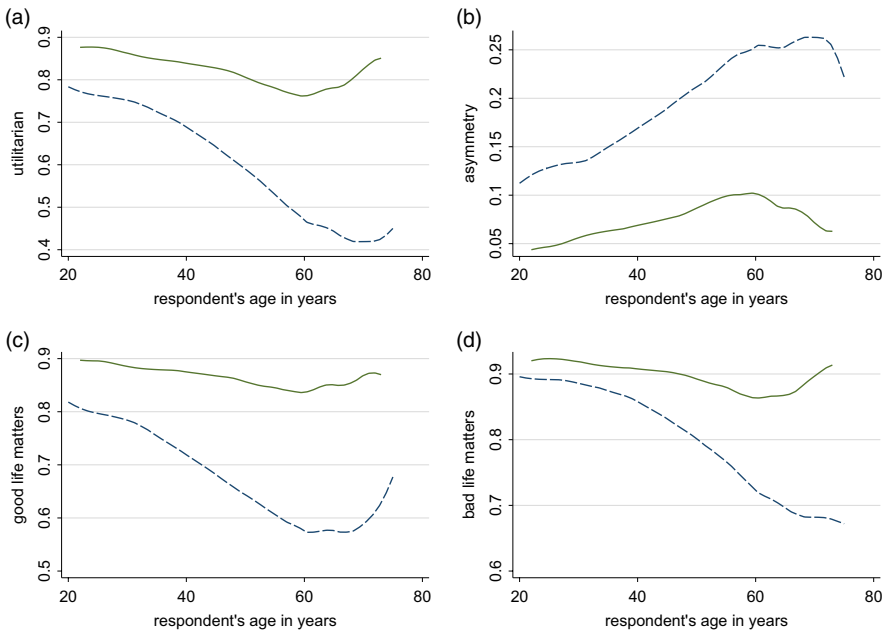 (a)
utilitarian
0.9
0.8
0.7
0.6
0.5
0.4
20 40 60 80
respondent's age in years
(b)
asymmetry
0.25
0.2
0.15
0.1
0.05
20 40 60 80
respondent's age in years
(c)
good life matters
0.9
0.8
0.7
0.6
0.5
20 40 60 80
respondent's age in years
(d)
bad life matters
0.9
0.8
0.7
0.6
20 40 60 80
respondent's age in years